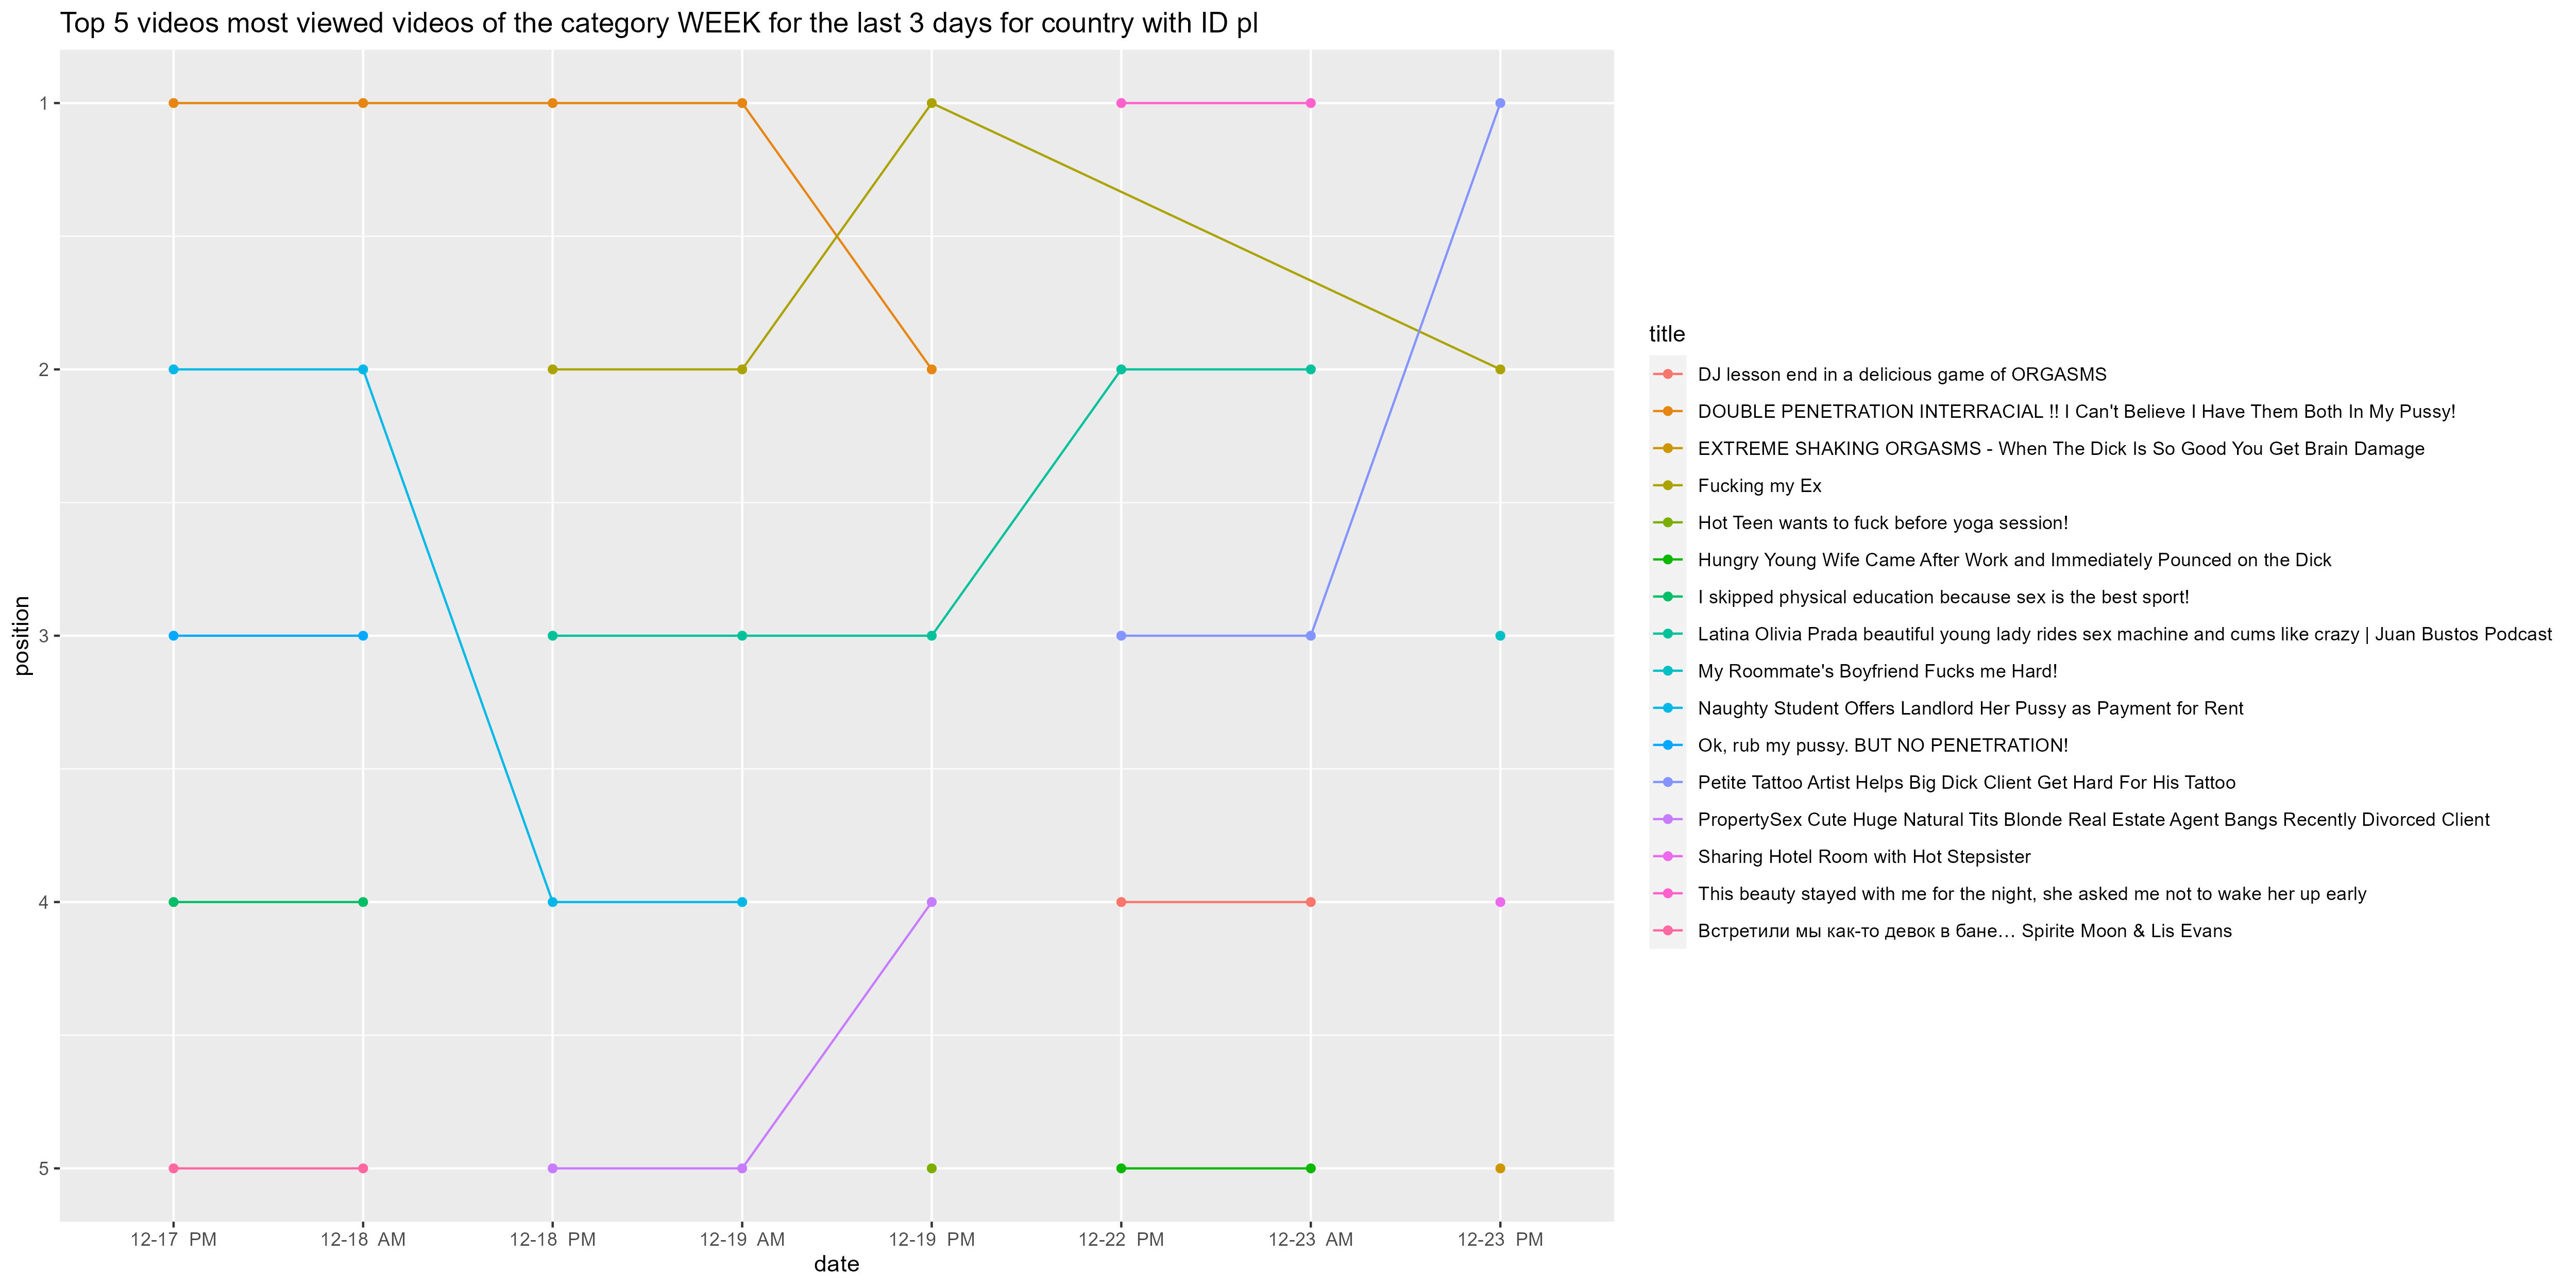 Top 5 videos most viewed videos of the category WEEK for the last 3 days for country with ID pl
position
1
2
3
4
5
12-17 PM
12-18 AM
12-18 PM
12-19 AM
12-19 PM
12-22 PM
12-23 AM
12-23 PM
date
title
DJ lesson end in a delicious game of ORGASMS
DOUBLE PENETRATION INTERRACIAL !! I Can't Believe I Have Them Both In My Pussy!
EXTREME SHAKING ORGASMS - When The Dick Is So Good You Get Brain Damage
Fucking my Ex
Hot Teen wants to fuck before yoga session!
Hungry Young Wife Came After Work and Immediately Pounced on the Dick
I skipped physical education because sex is the best sport!
Latina Olivia Prada beautiful young lady rides sex machine and cums like crazy | Juan Bustos Podcast
My Roommate's Boyfriend Fucks me Hard!
Naughty Student Offers Landlord Her Pussy as Payment for Rent
Ok, rub my pussy. BUT NO PENETRATION!
Petite Tattoo Artist Helps Big Dick Client Get Hard For His Tattoo
PropertySex Cute Huge Natural Tits Blonde Real Estate Agent Bangs Recently Divorced Client
Sharing Hotel Room with Hot Stepsister
This beauty stayed with me for the night, she asked me not to wake her up early
Встретили мы как-то девок в бане… Spirite Moon & Lis Evans